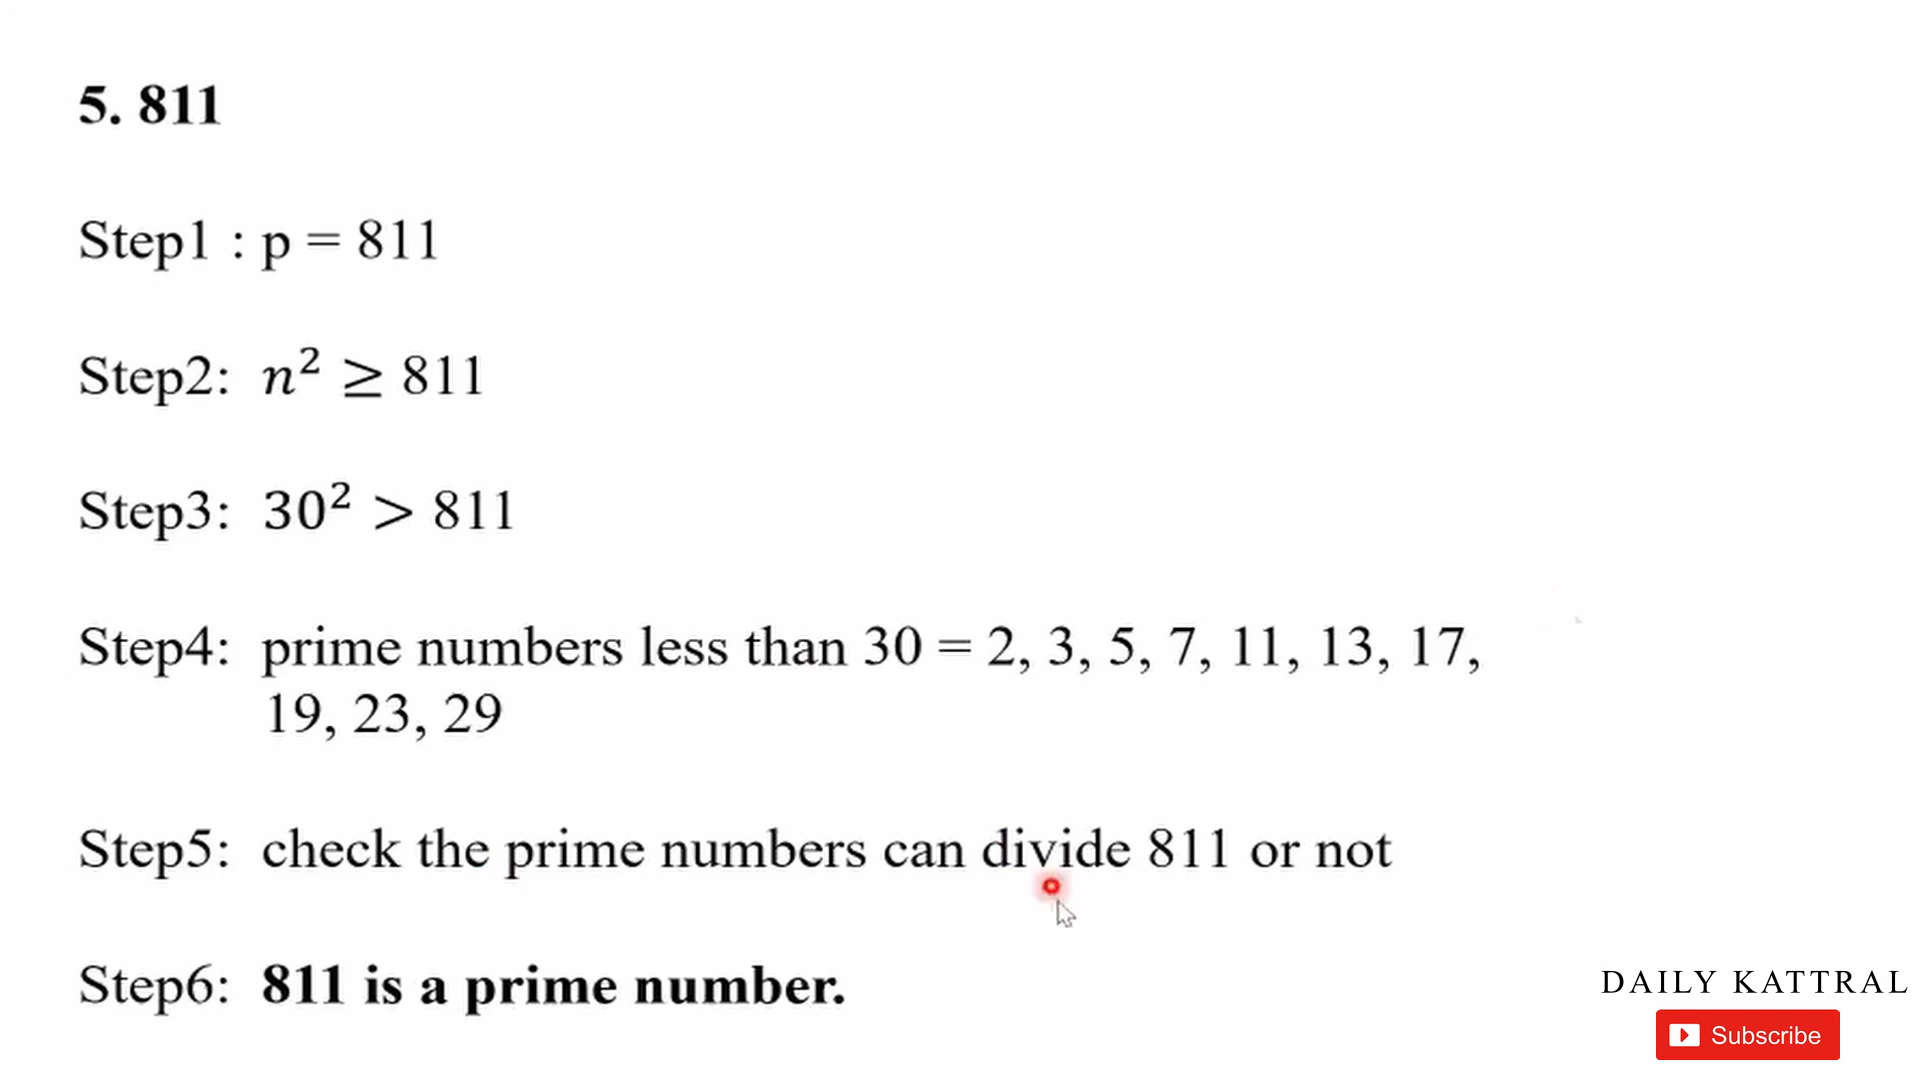 5. 811
Step1 : p = 811
Step2: n² ≥ 811
Step3: 30² > 811
Step4: prime numbers less than 30 = 2, 3, 5, 7, 11, 13, 17,
19, 23, 29
Step5: check the prime numbers can divide 811 or not
Step6: 811 is a prime number.
DAILY KATTRAL
Subscribe